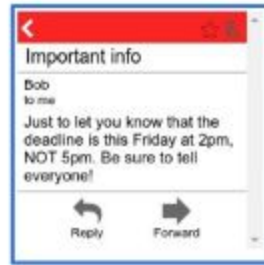 Important info
Bob
to me
Just to let you know that the
deadline is this Friday at 2pm,
NOT 5pm. Be sure to tell
everyone!
Reply Forward